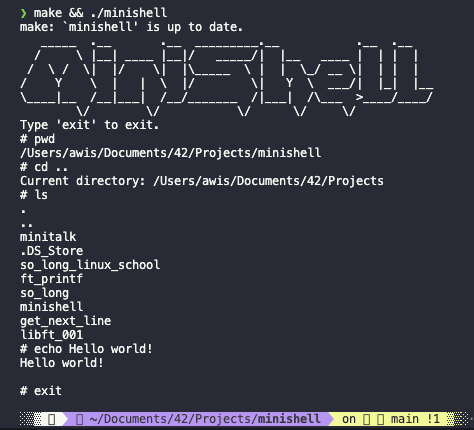 ❯ make && ./minishell
make: `minishell' is up to date.
MiniShell
Type 'exit' to exit.
# pwd
/Users/awis/Documents/42/Projects/minishell
# cd ..
Current directory: /Users/awis/Documents/42/Projects
# ls
.
..
minitalk
.DS_Store
so_long_linux_school
ft_printf
so_long
minishell
get_next_line
libft_001
# echo Hello world!
Hello world!
# exit
~/Documents/42/Projects/minishell on main !1